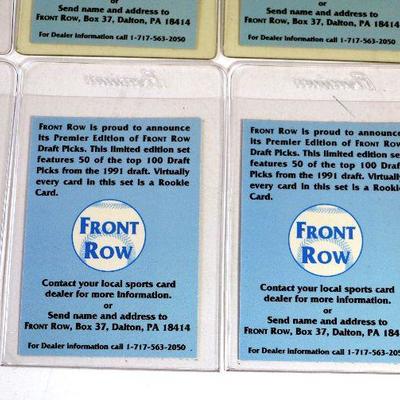 or
Send name and address to
FRONT ROW, Box 37, Dalton, PA 18414
For Dealer information call 1-717-563-2050
or
Send name and address to
FRONT ROW, Box 37, Dalton, PA 18414
For Dealer information call 1-717-563-2050
FRONT ROW is proud to announce
its Premier Edition of FRONT ROW
Draft Picks. This limited edition set
features 50 of the top 100 Draft
Picks from the 1991 draft. Virtually
every card in this set is a Rookie
Card.
FRONT
ROW
Contact your local sports card
dealer for more information.
or
Send name and address to
FRONT ROW, Box 37, Dalton, PA 18414
For Dealer information call 1-717-563-2050
FRONT ROW is proud to announce
its Premier Edition of FRONT RO
Draft Picks. This limited edition s
features 50 of the top 100 Draf
Picks from the 1991 draft. Virtua
every card in this set is a Rooki
Card.
FRONT
ROW
Contact your local sports card
dealer for more information.
or
Send name and address to
FRONT ROW, Box 37, Dalton, PA 184
For Dealer information call 1-717-563-20